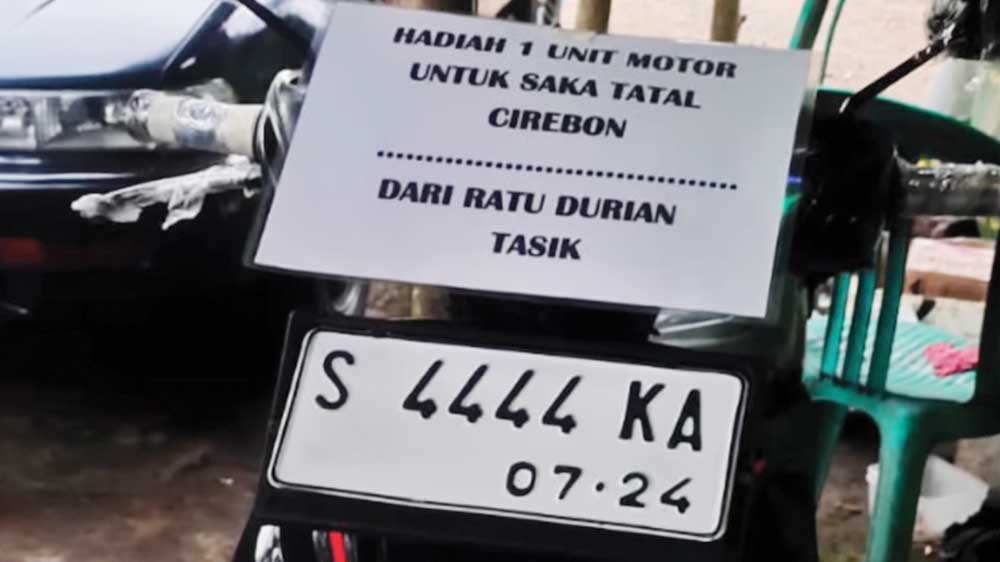 HADIAH 1 UNIT MOTOR
UNTUK SAKA TATAL
CIREBON
................................................
DARI RATU DURIAN
TASIK
S 4444 KA
07·24